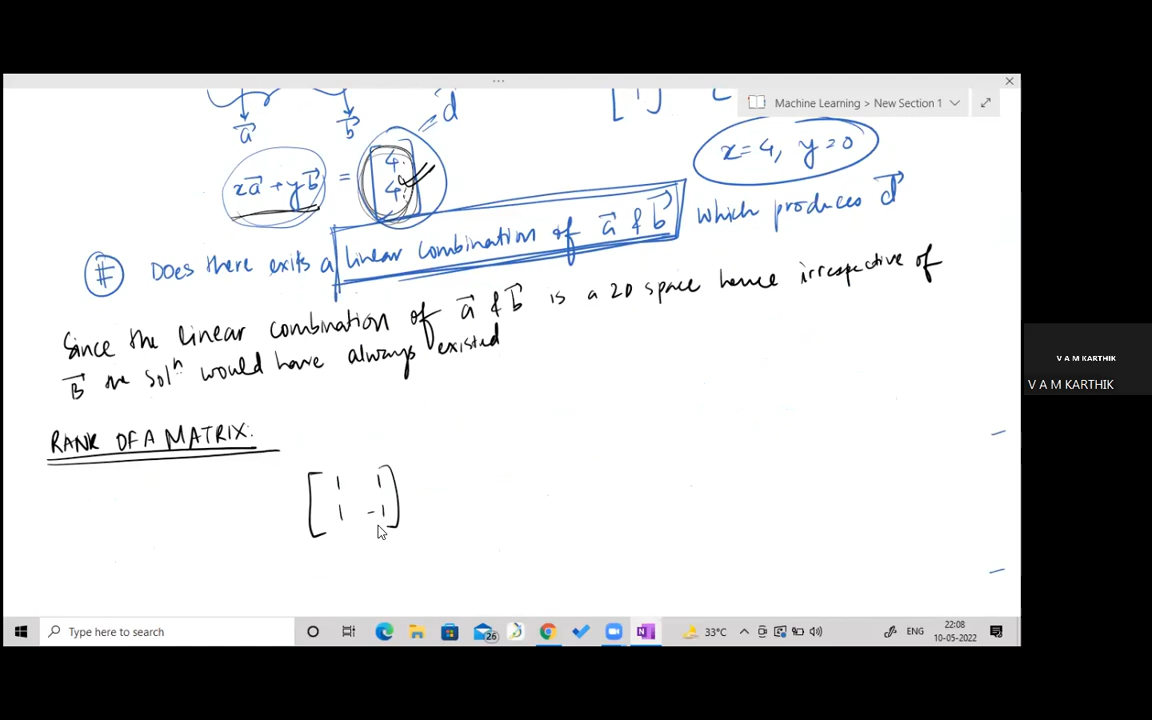 Machine Learning > New Section 1
a
b
d
x=4, y=0
xa + yb = [4 4]
# Does there exits a linear combination of a & b which produces d
Since the linear combination of a & b is a 2D space hence irrespective of
B the solⁿ would have always existed
RANK OF A MATRIX:
1 1
1 -1
V A M KARTHIK
V A M KARTHIK
Type here to search
26
33°C
ENG
22:08
10-05-2022